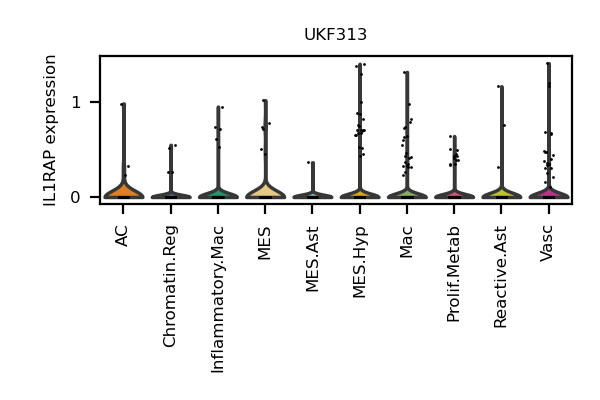 UKF313
IL1RAP expression
1
0
AC
Chromatin.Reg
Inflammatory.Mac
MES
MES.Ast
MES.Hyp
Mac
Prolif.Metab
Reactive.Ast
Vasc